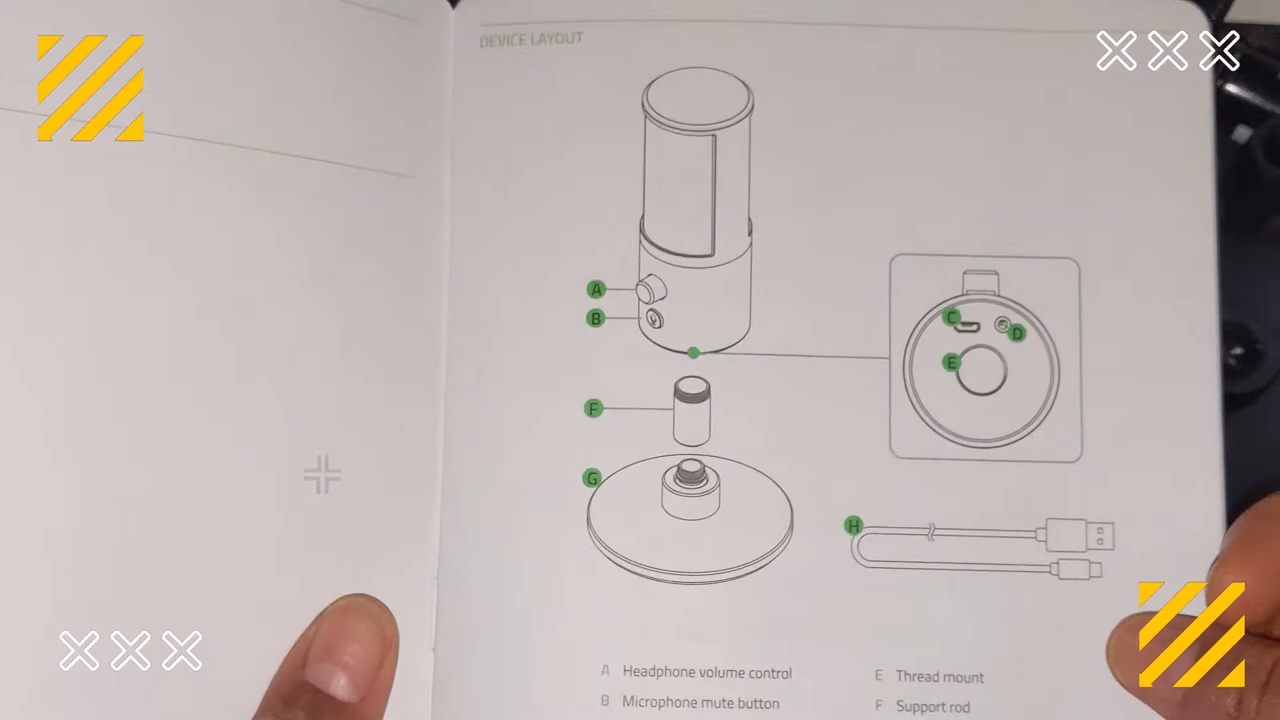 DEVICE LAYOUT
A
B
C
D
E
F
G
H
A Headphone volume control
B Microphone mute button
E Thread mount
F Support rod